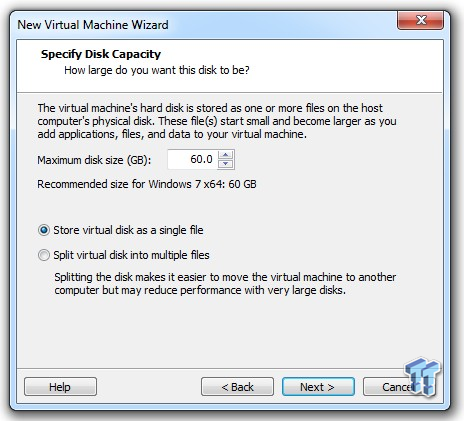 New Virtual Machine Wizard
Specify Disk Capacity
How large do you want this disk to be?
The virtual machine's hard disk is stored as one or more files on the host
computer's physical disk. These file(s) start small and become larger as you
add applications, files, and data to your virtual machine.
Maximum disk size (GB): 60.0
Recommended size for Windows 7 x64: 60 GB
Store virtual disk as a single file
Split virtual disk into multiple files
Splitting the disk makes it easier to move the virtual machine to another
computer but may reduce performance with very large disks.
Help < Back Next > Cance
TT